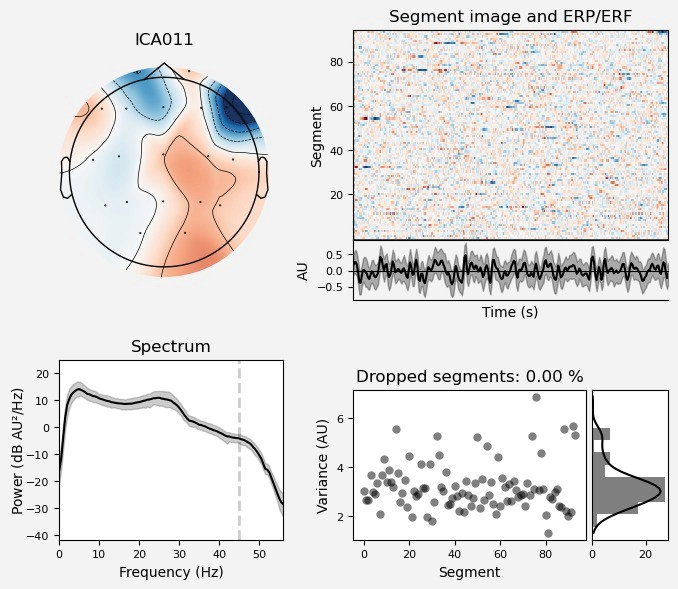 ICA011
Segment image and ERP/ERF
Segment
80
60
40
20
AU
0.5
0.0
−0.5
Time (s)
Spectrum
Power (dB AU²/Hz)
20
10
0
−10
−20
−30
−40
0 10 20 30 40 50
Frequency (Hz)
Dropped segments: 0.00 %
Variance (AU)
6
4
2
0 20 40 60 80
Segment
0 20